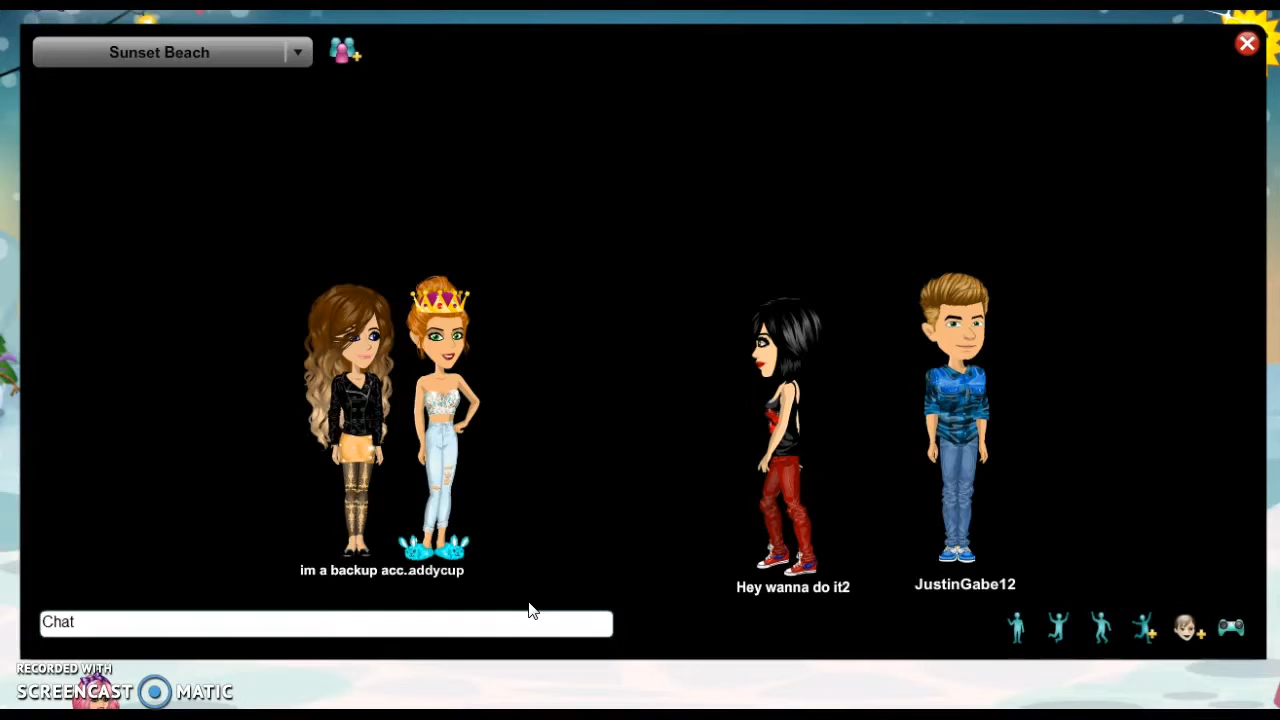 Sunset Beach
im a backup acc.addycup
Hey wanna do it2
JustinGabe12
Chat
RECORDED WITH
SCREENCAST MATIC